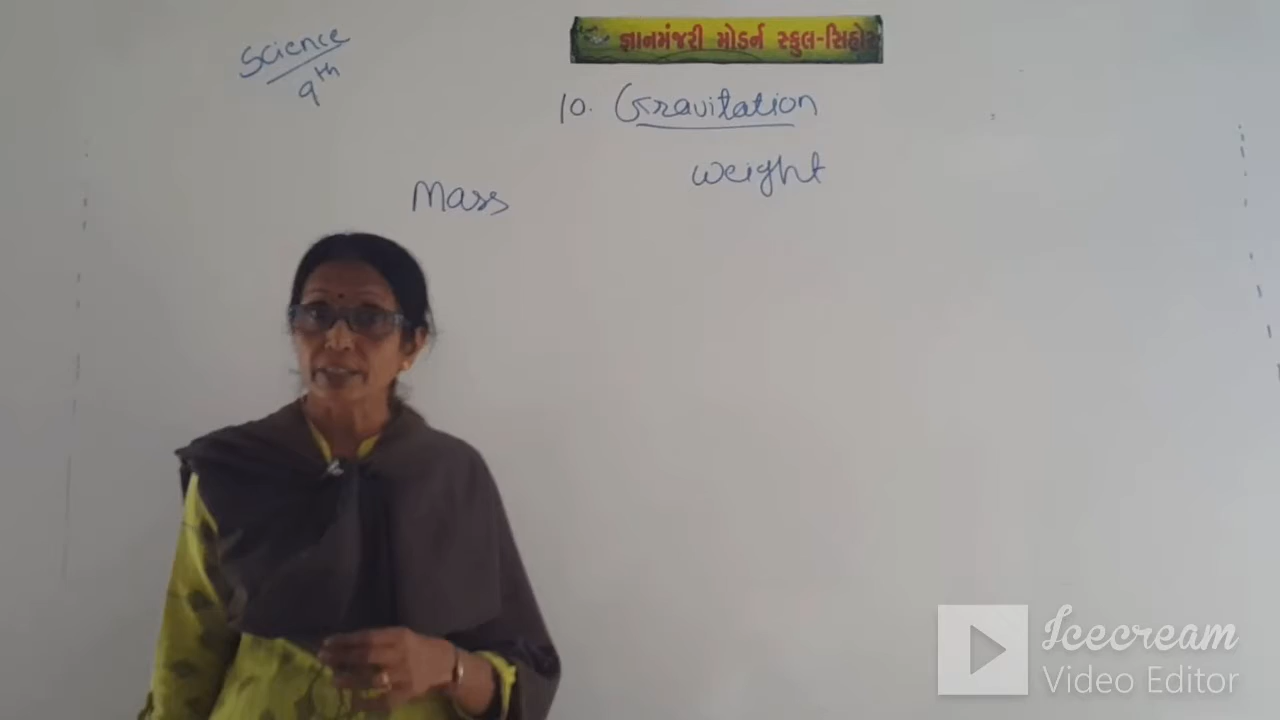 Science
9th
જ્ઞાનમંજરી મોડર્ન સ્કુલ-સિહોર
10. Gravitation
Mass
weight
Icecream
Video Editor